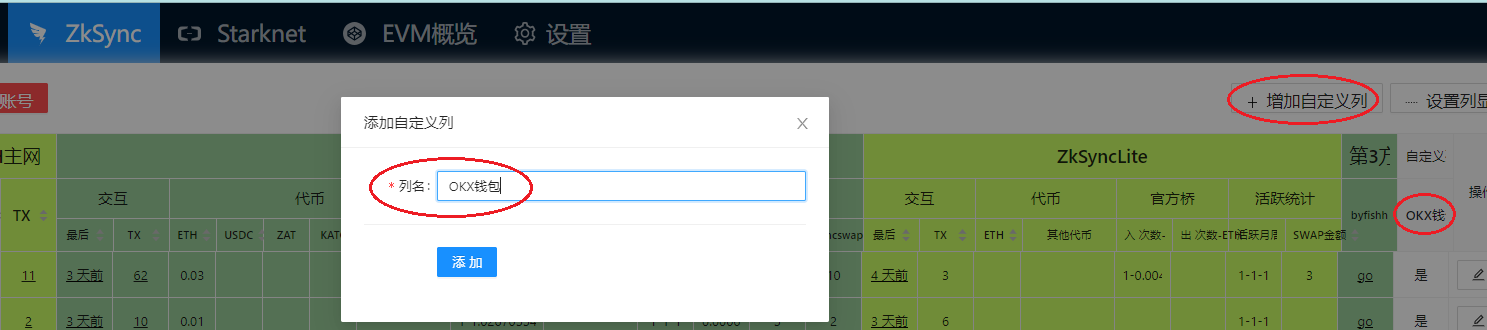 ZkSync Starknet EVM概览 设置
账号 + 增加自定义列 设置列显
添加自定义列
主网 ZkSyncLite 第3方 自定义
* 列名: OKX钱包
TX 交互 代币 交互 代币 官方桥 活跃统计 byfishh OKX钱 操作
最后 TX ETH USDC ZAT KATC ncswap 最后 TX ETH 其他代币 入 次数- 出 次数-ETH 活跃月周 SWAP金额
添 加
11 3 天前 62 0.03 10 4 天前 3 1-0.004 1-1-1 3 go 是
2 3 天前 10 0.01 1-1-1 0.0000 2 3 天前 6 1-1-1 go 是